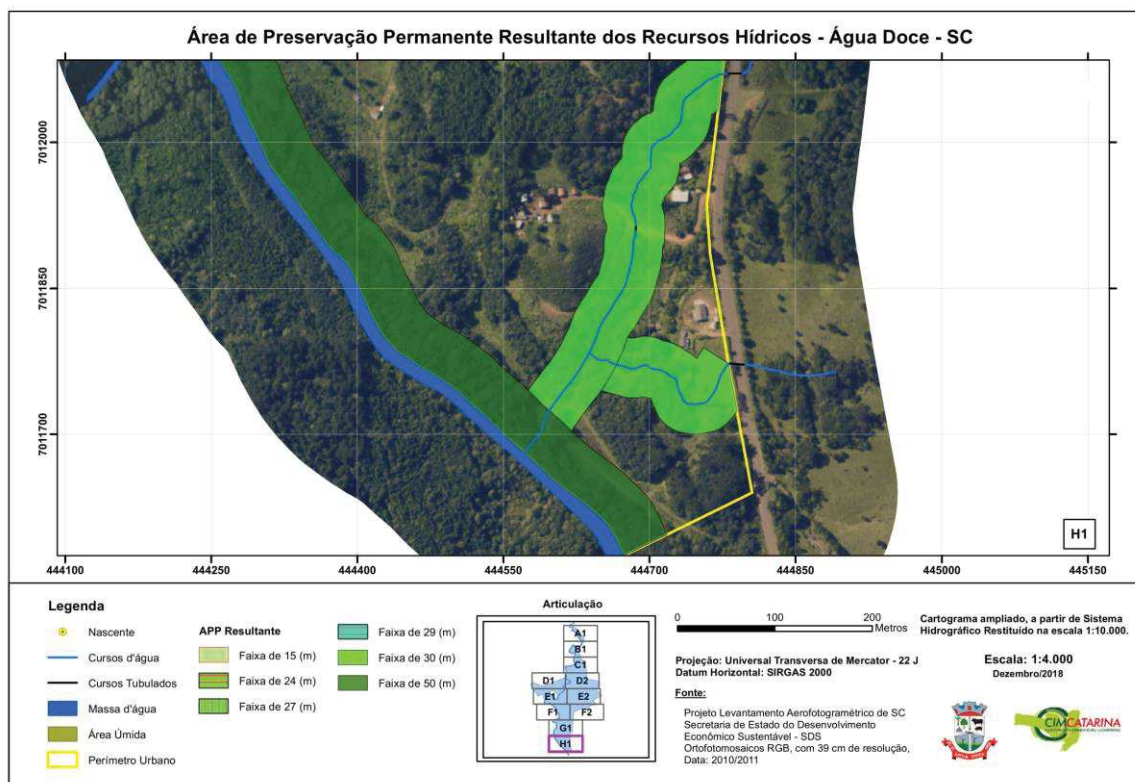 Área de Preservação Permanente Resultante dos Recursos Hídricos - Água Doce - SC
7012000
7011850
7011700
H1
444100
444250
444400
444550
444700
444850
445000
445150
Legenda
Nascente
Cursos d'água
Cursos Tubulados
Massa d'água
Área Úmida
Perímetro Urbano
APP Resultante
Faixa de 15 (m)
Faixa de 24 (m)
Faixa de 27 (m)
Faixa de 29 (m)
Faixa de 30 (m)
Faixa de 50 (m)
Articulação
A1
B1
C1
D1 D2
E1 E2
F1 F2
G1
H1
0 100 200
Metros
Projeção: Universal Transversa de Mercator - 22 J
Datum Horizontal: SIRGAS 2000
Fonte:
Projeto Levantamento Aerofotogramétrico de SC
Secretaria de Estado do Desenvolvimento
Econômico Sustentável - SDS
Ortofotomosaicos RGB, com 39 cm de resolução,
Data: 2010/2011
Cartograma ampliado, a partir de Sistema
Hidrográfico Restituído na escala 1:10.000.
Escala: 1:4.000
Dezembro/2018
CIMCATARINA